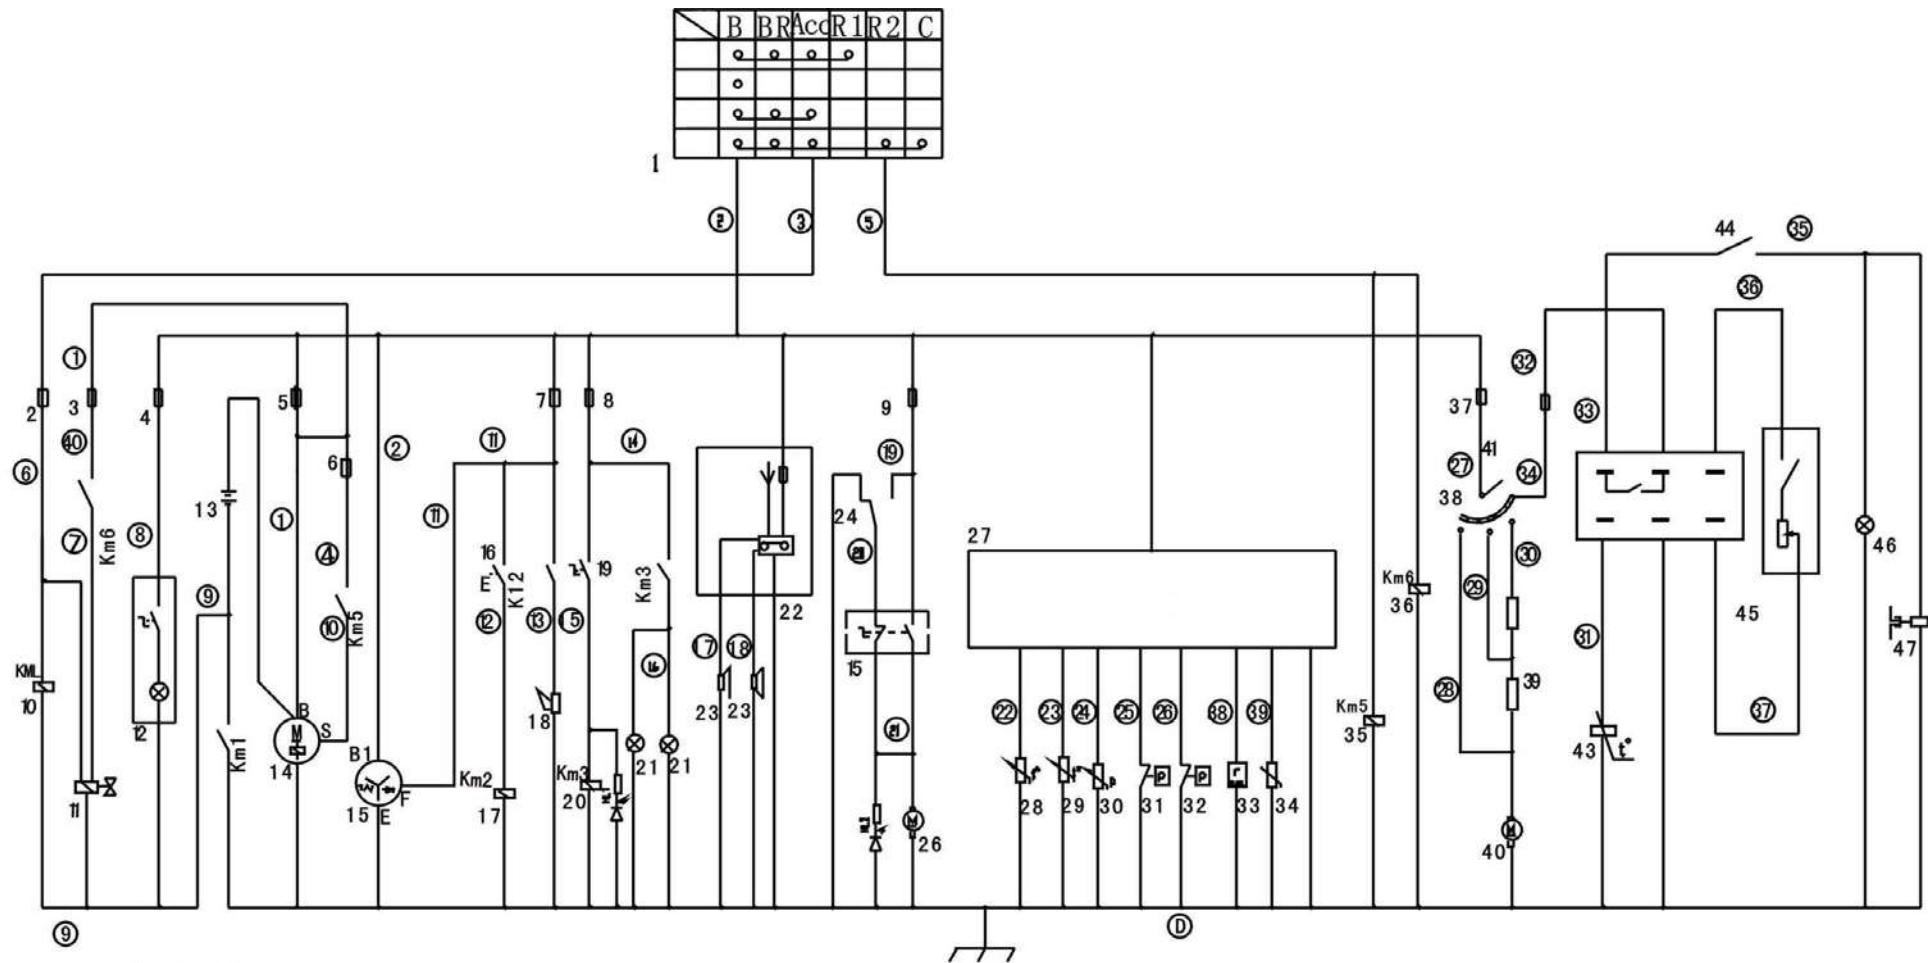 B BR Acc R1 R2 C
1
2 3 5
44 35
36
1 32
2 3 4 5 7 8 9 37 33
40 11 14 41
6 6 2 19 27 34
13 38
1 11 24 27
7 Km6 8 4 16 19 Km3 21 30
E K12 Km6 29 46
9 10 Km5 12 13 15 22 36 45
17 18 15 31 47
KML 16 28 39
10 18 23 23 21 22 23 24 25 26 38 39 37
12 B M S Km5
Km1 14 B1 Km2 Km3 21 21 35 43 t°
11 15 E F 17 20 HL1 HL2 M 26 28 29 30 31 32 33 34 M 40
P P r
9 D